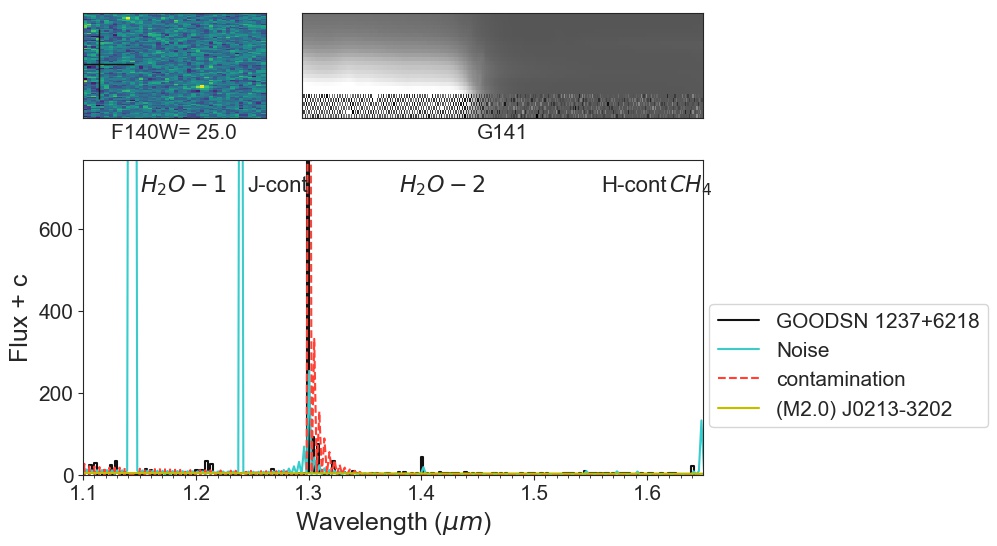 F140W= 25.0
G141
H₂O − 1
J-cont
H₂O − 2
H-cont
CH₄
Flux + c
600
400
200
0
1.1
1.2
1.3
1.4
1.5
1.6
Wavelength (μm)
GOODSN 1237+6218
Noise
contamination
(M2.0) J0213-3202